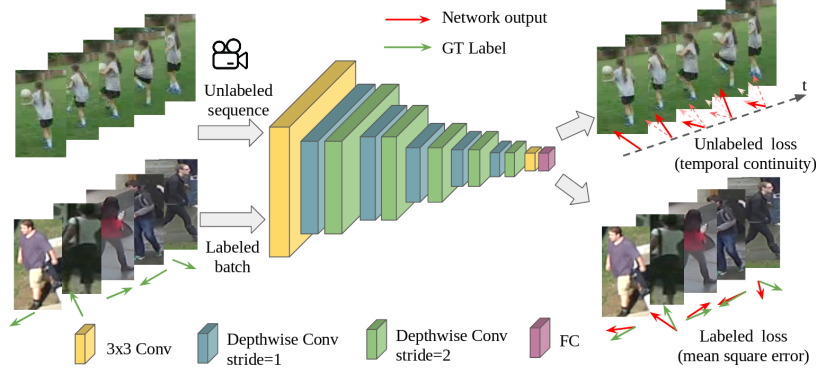 Network output
GT Label
Unlabeled
sequence
t
Unlabeled loss
(temporal continuity)
Labeled
batch
3x3 Conv
Depthwise Conv
stride=1
Depthwise Conv
stride=2
FC
Labeled loss
(mean square error)